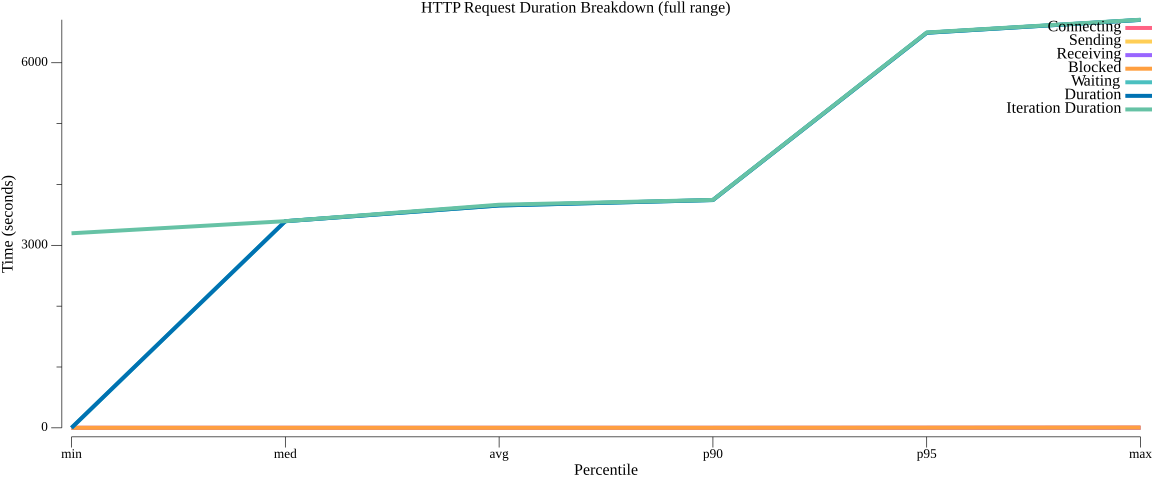 HTTP Request Duration Breakdown (full range)
Connecting
Sending
Receiving
Blocked
Waiting
Duration
Iteration Duration
6000
3000
0
Time (seconds)
min med avg p90 p95 max
Percentile